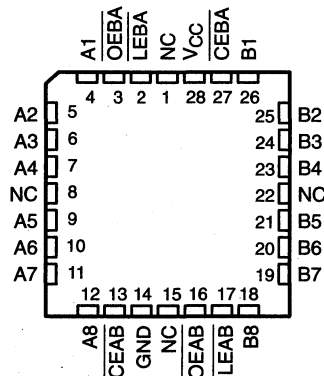 A1 OEBA LEBA NC VCC CEBA B1
4 3 2 1 28 27 26
A2 5 25 B2
A3 6 24 B3
A4 7 23 B4
NC 8 22 NC
A5 9 21 B5
A6 10 20 B6
A7 11 19 B7
12 13 14 15 16 17 18
A8 CEAB GND NC OEAB LEAB B8